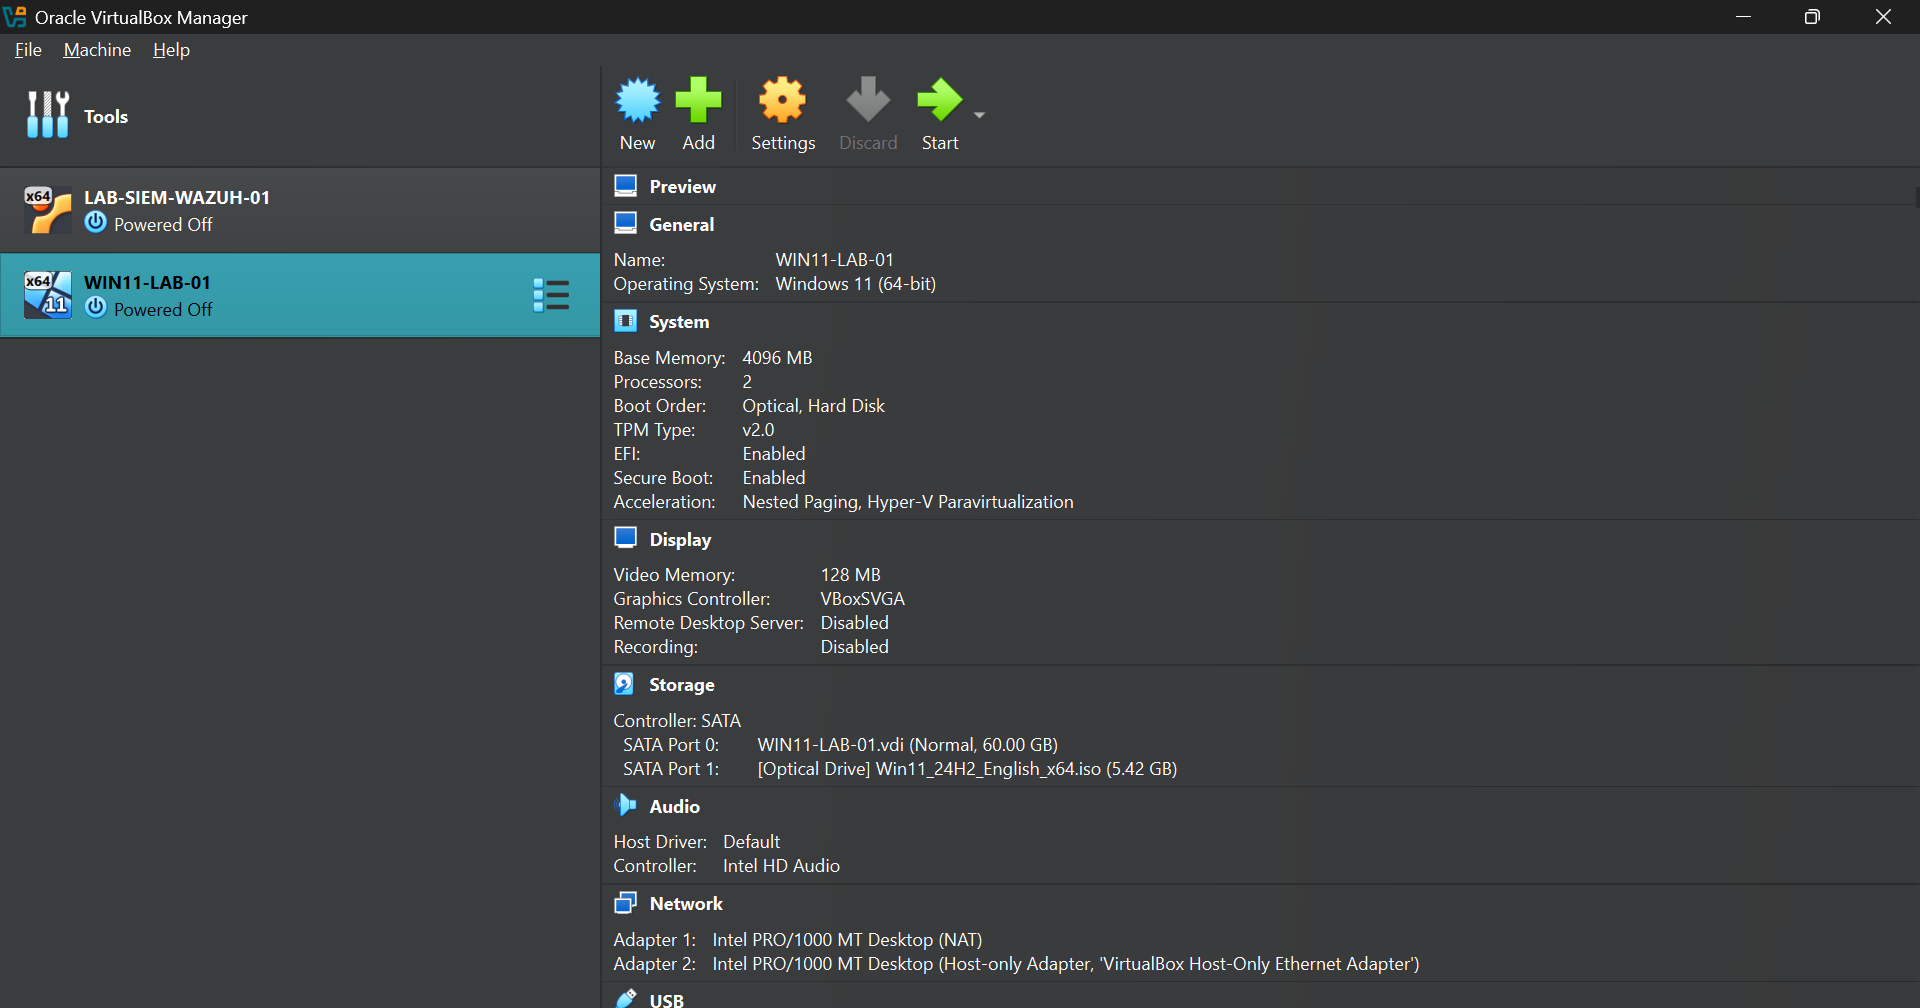 Oracle VirtualBox Manager
File Machine Help
Tools
New Add Settings Discard Start
x64
LAB-SIEM-WAZUH-01
Powered Off
x64
11
WIN11-LAB-01
Powered Off
Preview
General
Name: WIN11-LAB-01
Operating System: Windows 11 (64-bit)
System
Base Memory: 4096 MB
Processors: 2
Boot Order: Optical, Hard Disk
TPM Type: v2.0
EFI: Enabled
Secure Boot: Enabled
Acceleration: Nested Paging, Hyper-V Paravirtualization
Display
Video Memory: 128 MB
Graphics Controller: VBoxSVGA
Remote Desktop Server: Disabled
Recording: Disabled
Storage
Controller: SATA
SATA Port 0: WIN11-LAB-01.vdi (Normal, 60.00 GB)
SATA Port 1: [Optical Drive] Win11_24H2_English_x64.iso (5.42 GB)
Audio
Host Driver: Default
Controller: Intel HD Audio
Network
Adapter 1: Intel PRO/1000 MT Desktop (NAT)
Adapter 2: Intel PRO/1000 MT Desktop (Host-only Adapter, 'VirtualBox Host-Only Ethernet Adapter')
USB